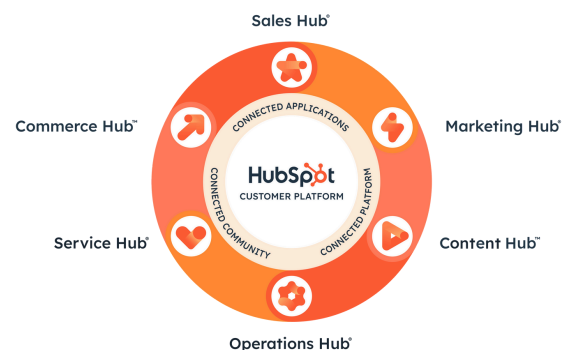 Sales Hub®
Commerce Hub™
Marketing Hub®
CONNECTED APPLICATIONS
HubSpot
CUSTOMER PLATFORM
CONNECTED COMMUNITY
CONNECTED PLATFORM
Service Hub®
Content Hub™
Operations Hub®